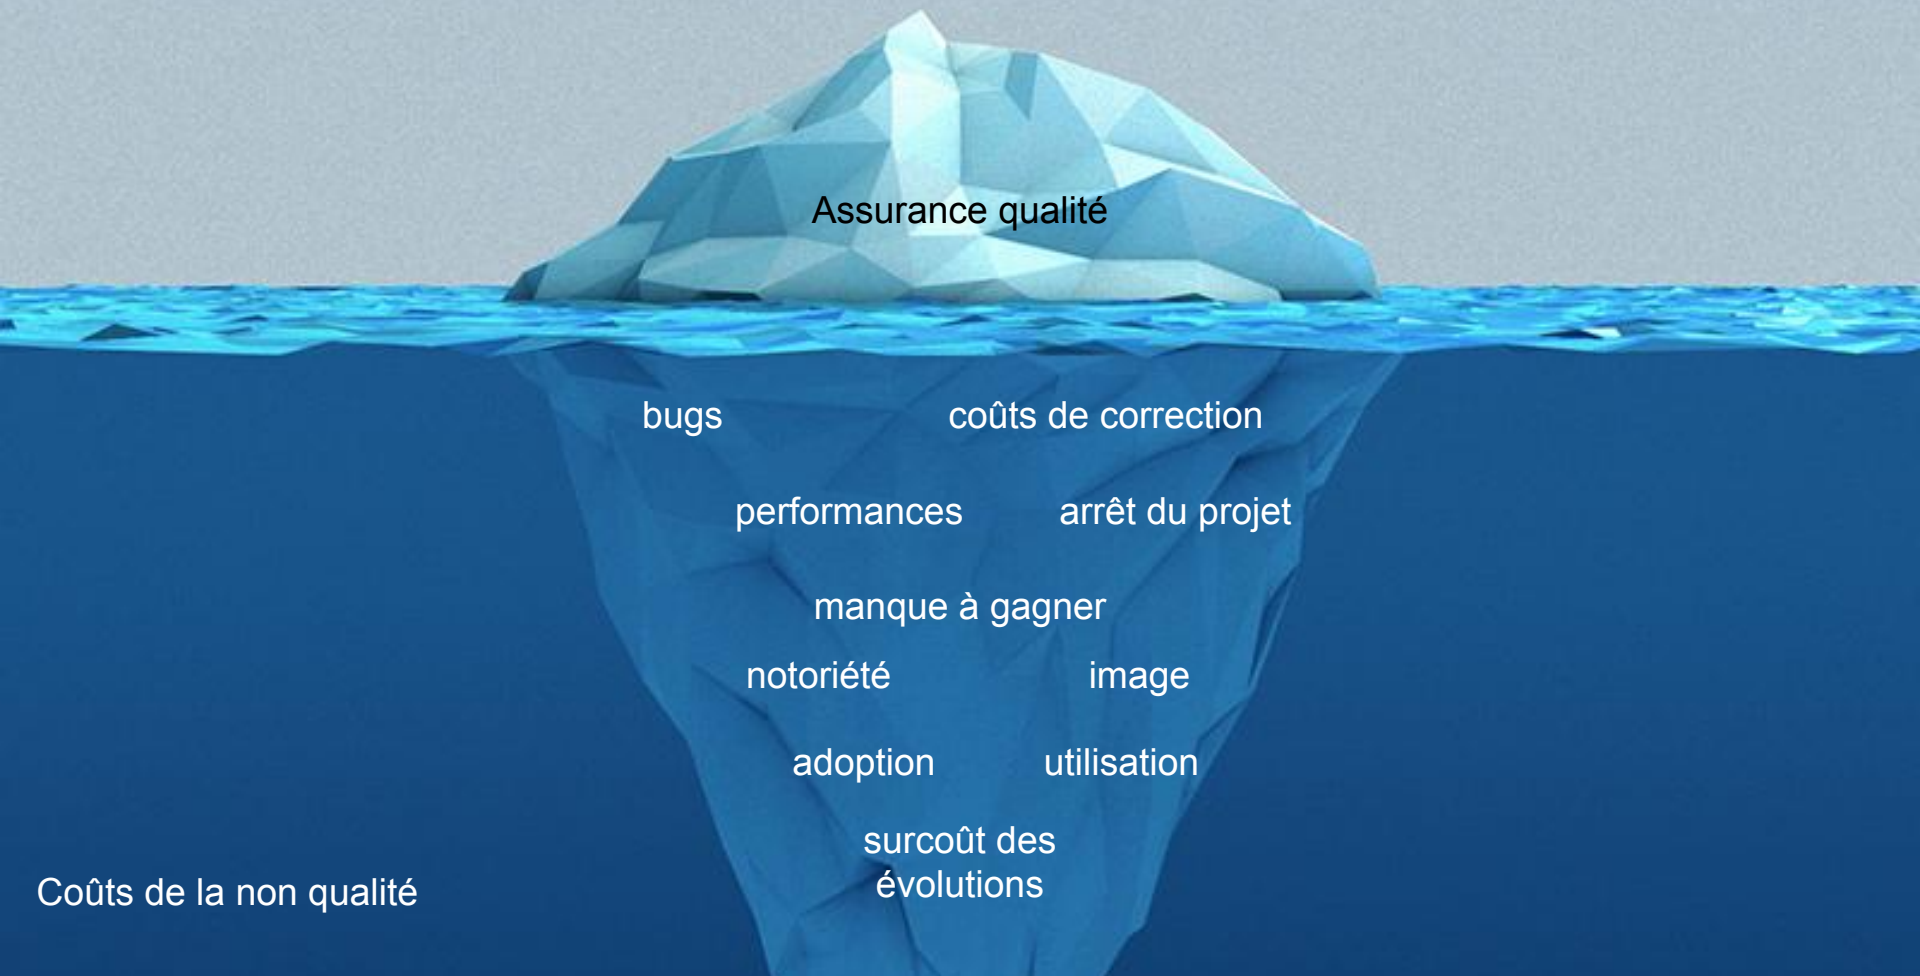 Assurance qualité
bugs
coûts de correction
performances
arrêt du projet
manque à gagner
notoriété
image
adoption
utilisation
surcoût des
évolutions
Coûts de la non qualité